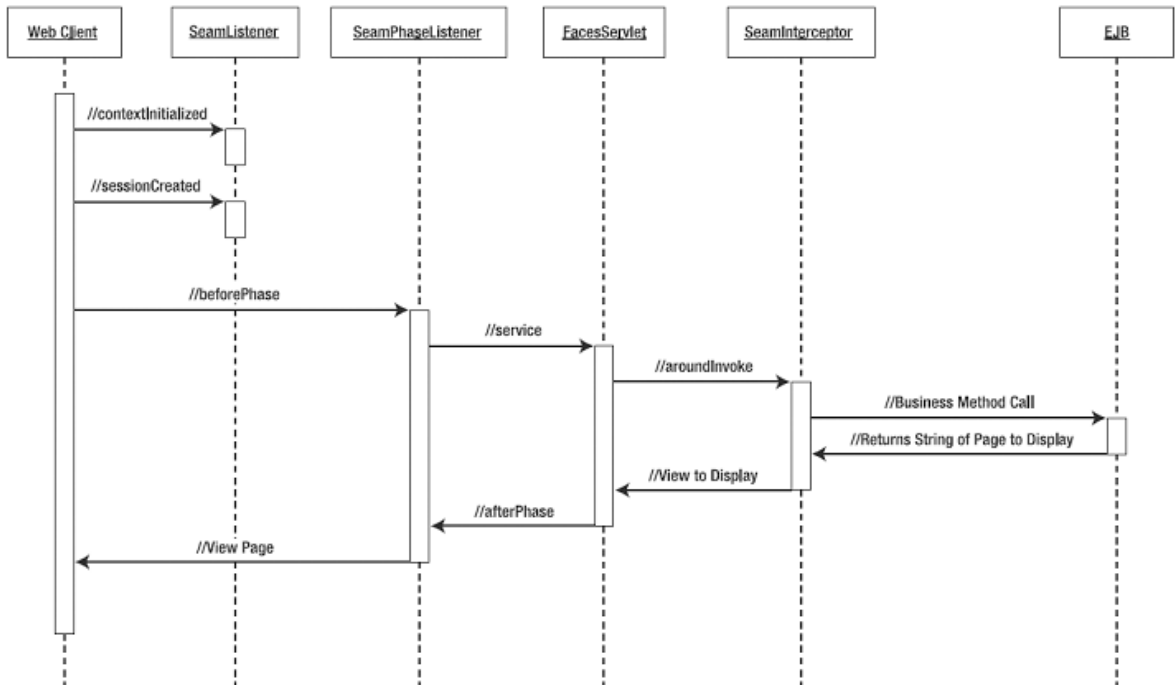 Web Client
SeamListener
SeamPhaseListener
FacesServlet
SeamInterceptor
EJB
//contextInitialized
//sessionCreated
//beforePhase
//service
//aroundInvoke
//Business Method Call
//Returns String of Page to Display
//View to Display
//afterPhase
//View Page